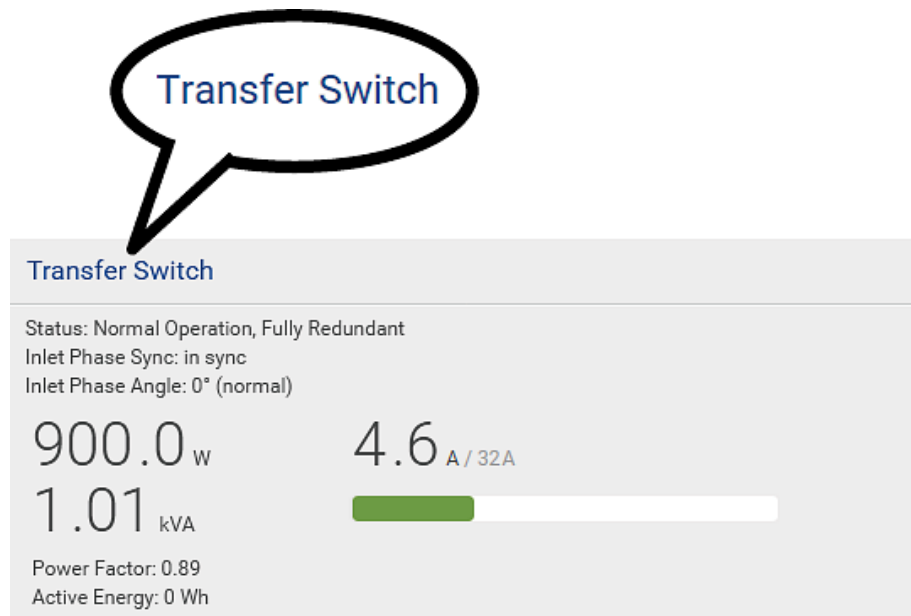 Transfer Switch
Transfer Switch
Status: Normal Operation, Fully Redundant
Inlet Phase Sync: in sync
Inlet Phase Angle: 0° (normal)
900.0 W 4.6 A / 32A
1.01 kVA
Power Factor: 0.89
Active Energy: 0 Wh